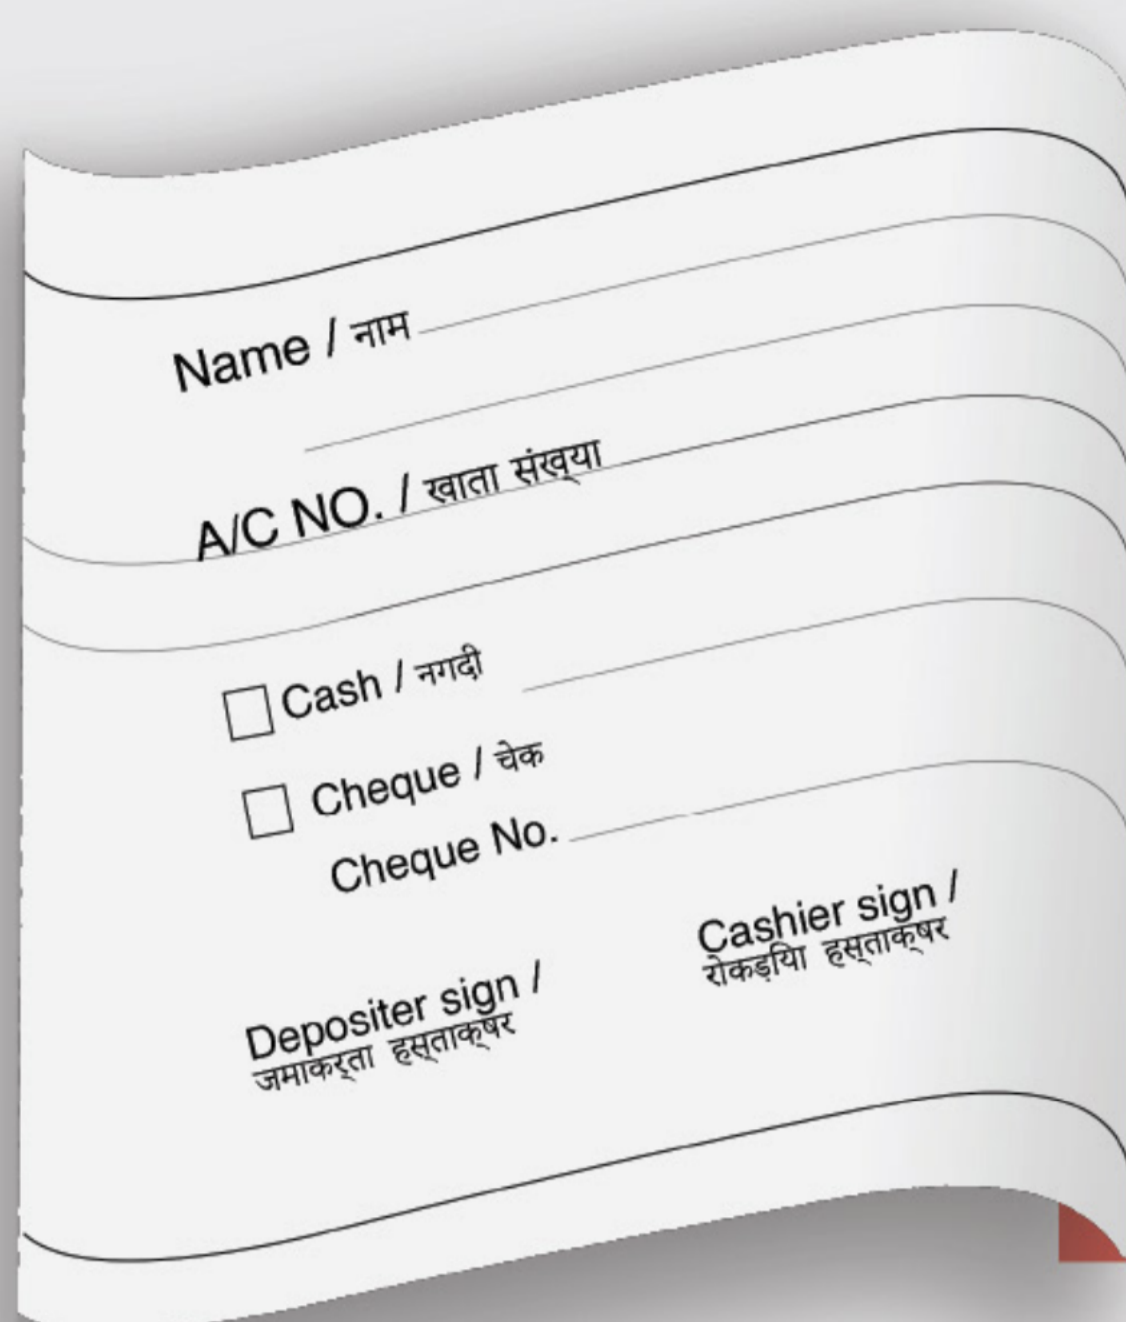 Name / नाम
A/C NO. / खाता संख्‌या
Cash / नगदी
Cheque / चेक
Cheque No.
Cashier sign /
रोकड़यिा हस्‌ताक्‌षर
Depositer sign /
जमाकर्‌ता हस्‌ताक्‌षर